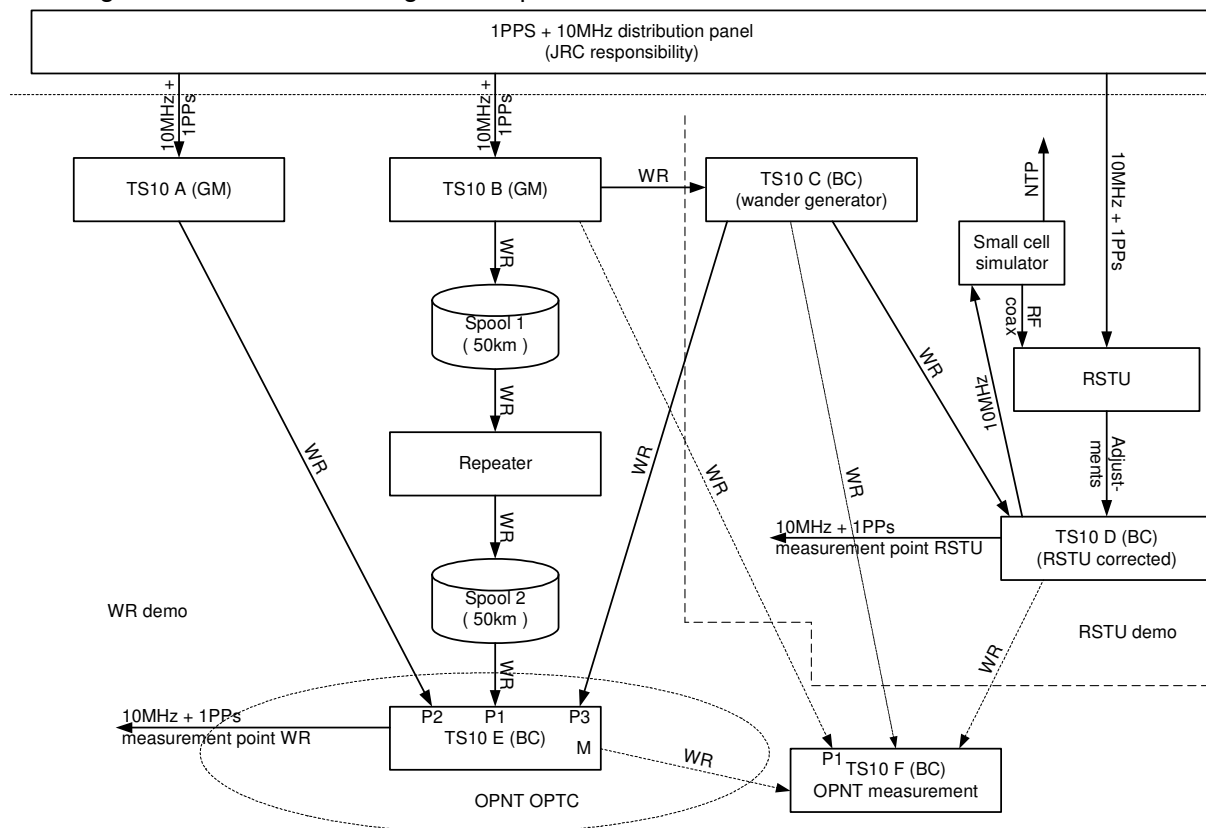 1PPS + 10MHz distribution panel
(JRC responsibility)
10MHz +
1PPs
10MHz +
1PPs
10MHz + 1PPs
TS10 A (GM)
TS10 B (GM)
WR
TS10 C (BC)
(wander generator)
NTP
Small cell
simulator
WR
RF
coax
Spool 1
( 50km )
WR
RSTU
WR
10MHz
WR
Repeater
WR
WR
WR
Adjust-
ments
WR
10MHz + 1PPs
measurement point RSTU
TS10 D (BC)
(RSTU corrected)
Spool 2
( 50km )
WR demo
RSTU demo
WR
WR
10MHz + 1PPs
measurement point WR
P2
P1
P3
TS10 E (BC)
M
WR
P1
TS10 F (BC)
OPNT measurement
OPNT OPTC